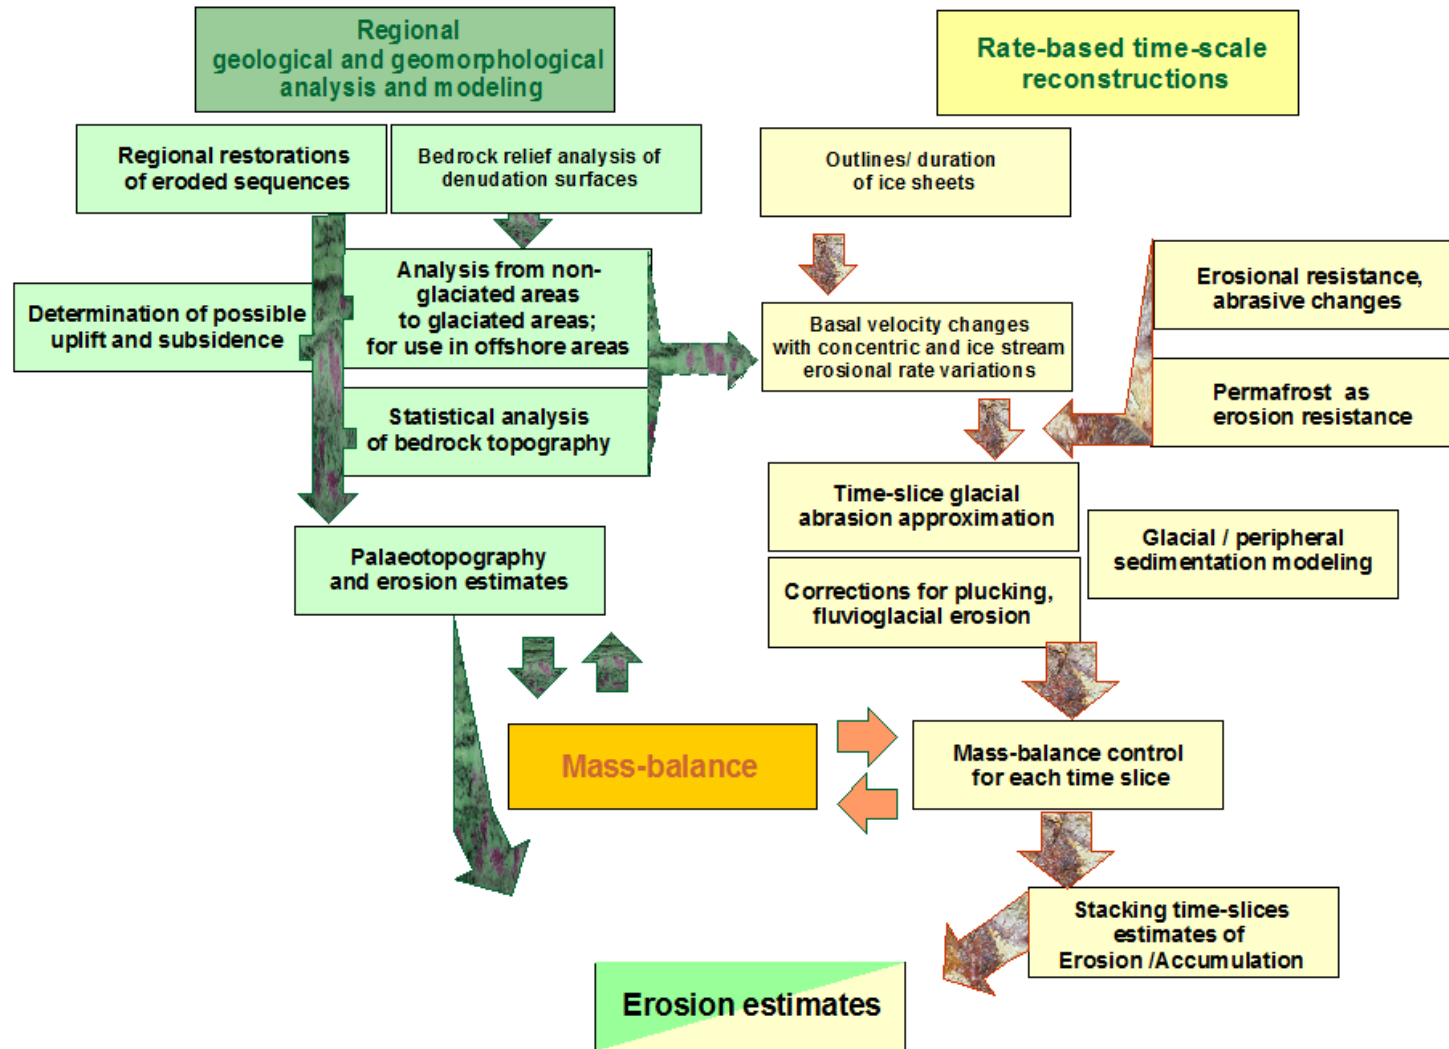 Regional
geological and geomorphological
analysis and modeling
Rate-based time-scale
reconstructions
Regional restorations
of eroded sequences
Bedrock relief analysis of
denudation surfaces
Outlines/ duration
of ice sheets
Analysis from non-
glaciated areas
to glaciated areas;
for use in offshore areas
Determination of possible
uplift and subsidence
Erosional resistance,
abrasive changes
Basal velocity changes
with concentric and ice stream
erosional rate variations
Statistical analysis
of bedrock topography
Permafrost as
erosion resistance
Time-slice glacial
abrasion approximation
Glacial / peripheral
sedimentation modeling
Palaeotopography
and erosion estimates
Corrections for plucking,
fluvioglacial erosion
Mass-balance
Mass-balance control
for each time slice
Stacking time-slices
estimates of
Erosion /Accumulation
Erosion estimates